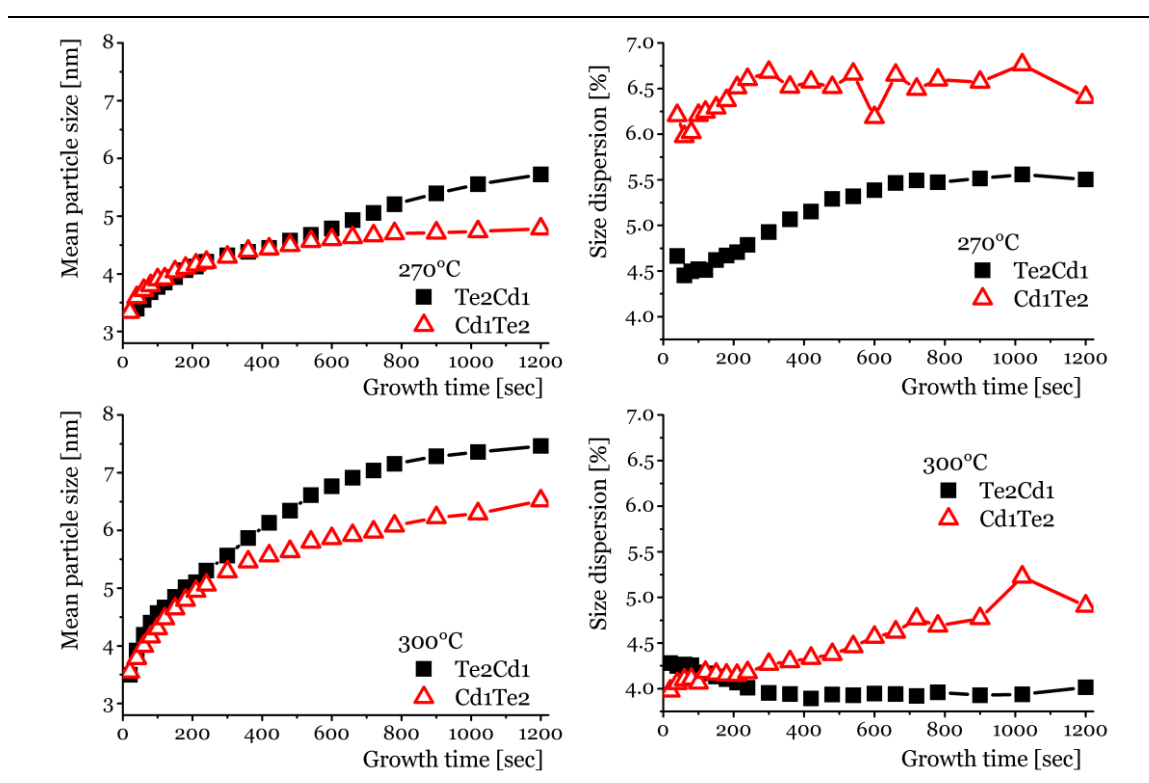 Mean particle size [nm]
8
7
6
5
4
3
0 200 400 600 800 1000 1200
Growth time [sec]
270°C
Te2Cd1
Cd1Te2
Size dispersion [%]
7.0
6.5
6.0
5.5
5.0
4.5
4.0
0 200 400 600 800 1000 1200
Growth time [sec]
270°C
Te2Cd1
Cd1Te2
Mean particle size [nm]
8
7
6
5
4
3
0 200 400 600 800 1000 1200
Growth time [sec]
300°C
Te2Cd1
Cd1Te2
Size dispersion [%]
7.0
6.5
6.0
5.5
5.0
4.5
4.0
0 200 400 600 800 1000 1200
Growth time [sec]
300°C
Te2Cd1
Cd1Te2